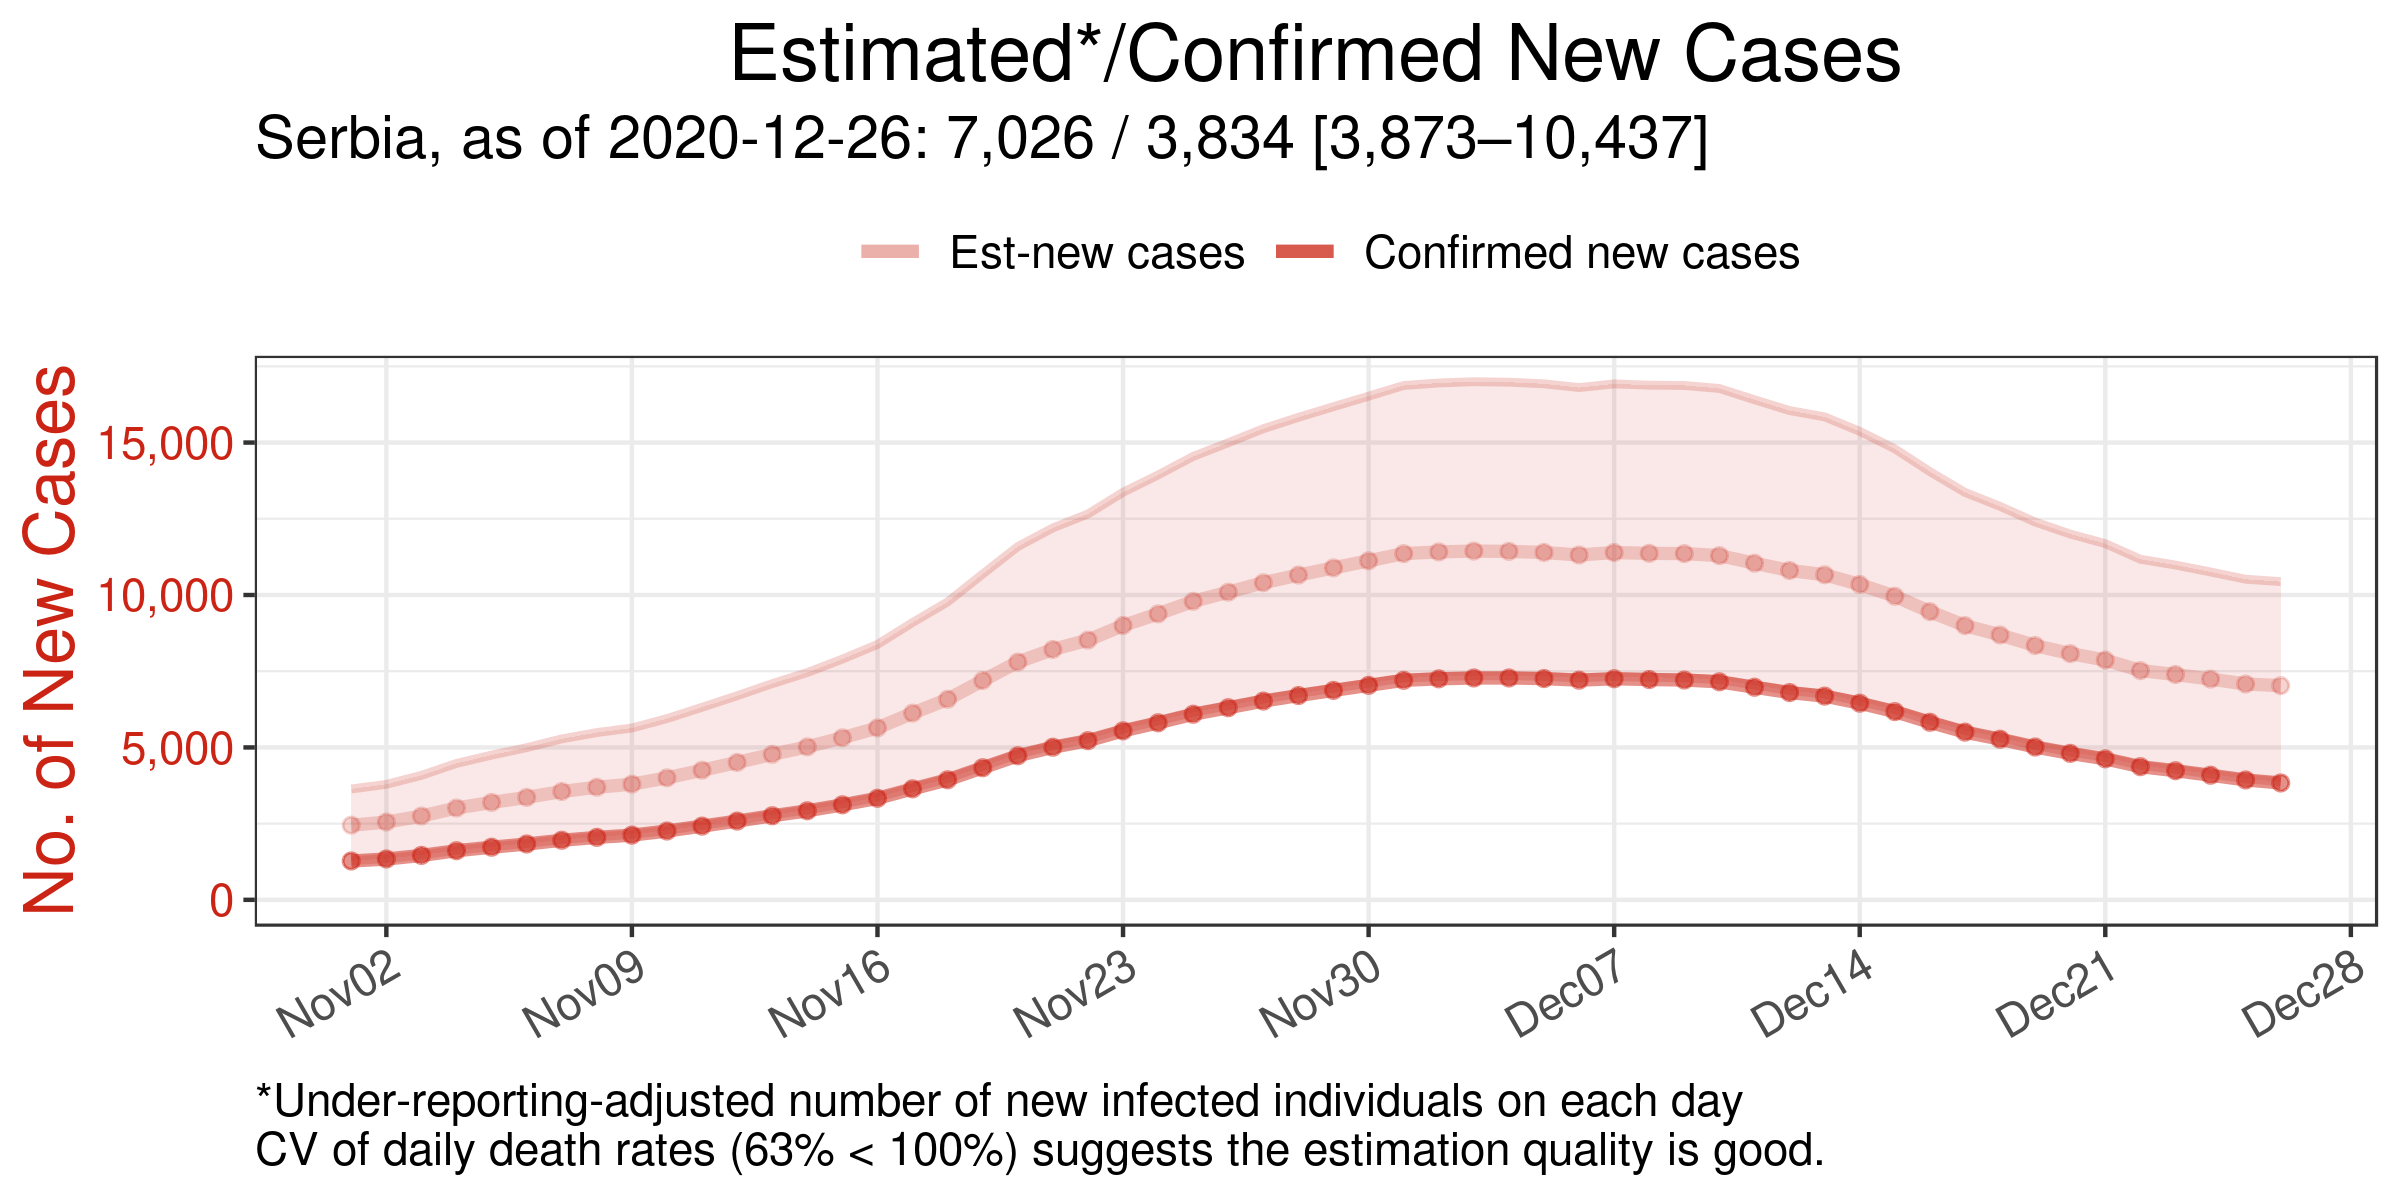 Estimated*/Confirmed New Cases
Serbia, as of 2020-12-26: 7,026 / 3,834 [3,873–10,437]
Est-new cases
Confirmed new cases
No. of New Cases
15,000
10,000
5,000
0
Nov02
Nov09
Nov16
Nov23
Nov30
Dec07
Dec14
Dec21
Dec28
*Under-reporting-adjusted number of new infected individuals on each day
CV of daily death rates (63% < 100%) suggests the estimation quality is good.